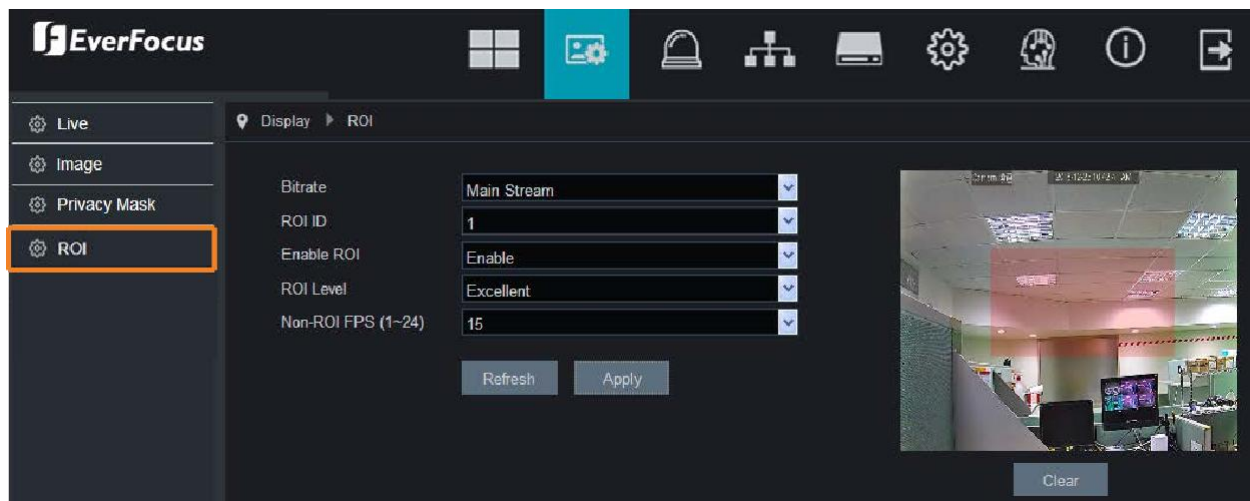 EverFocus
Live
Image
Privacy Mask
ROI
Display ROI
Bitrate Main Stream
ROI ID 1
Enable ROI Enable
ROI Level Excellent
Non-ROI FPS (1~24) 15
Refresh Apply
Clear